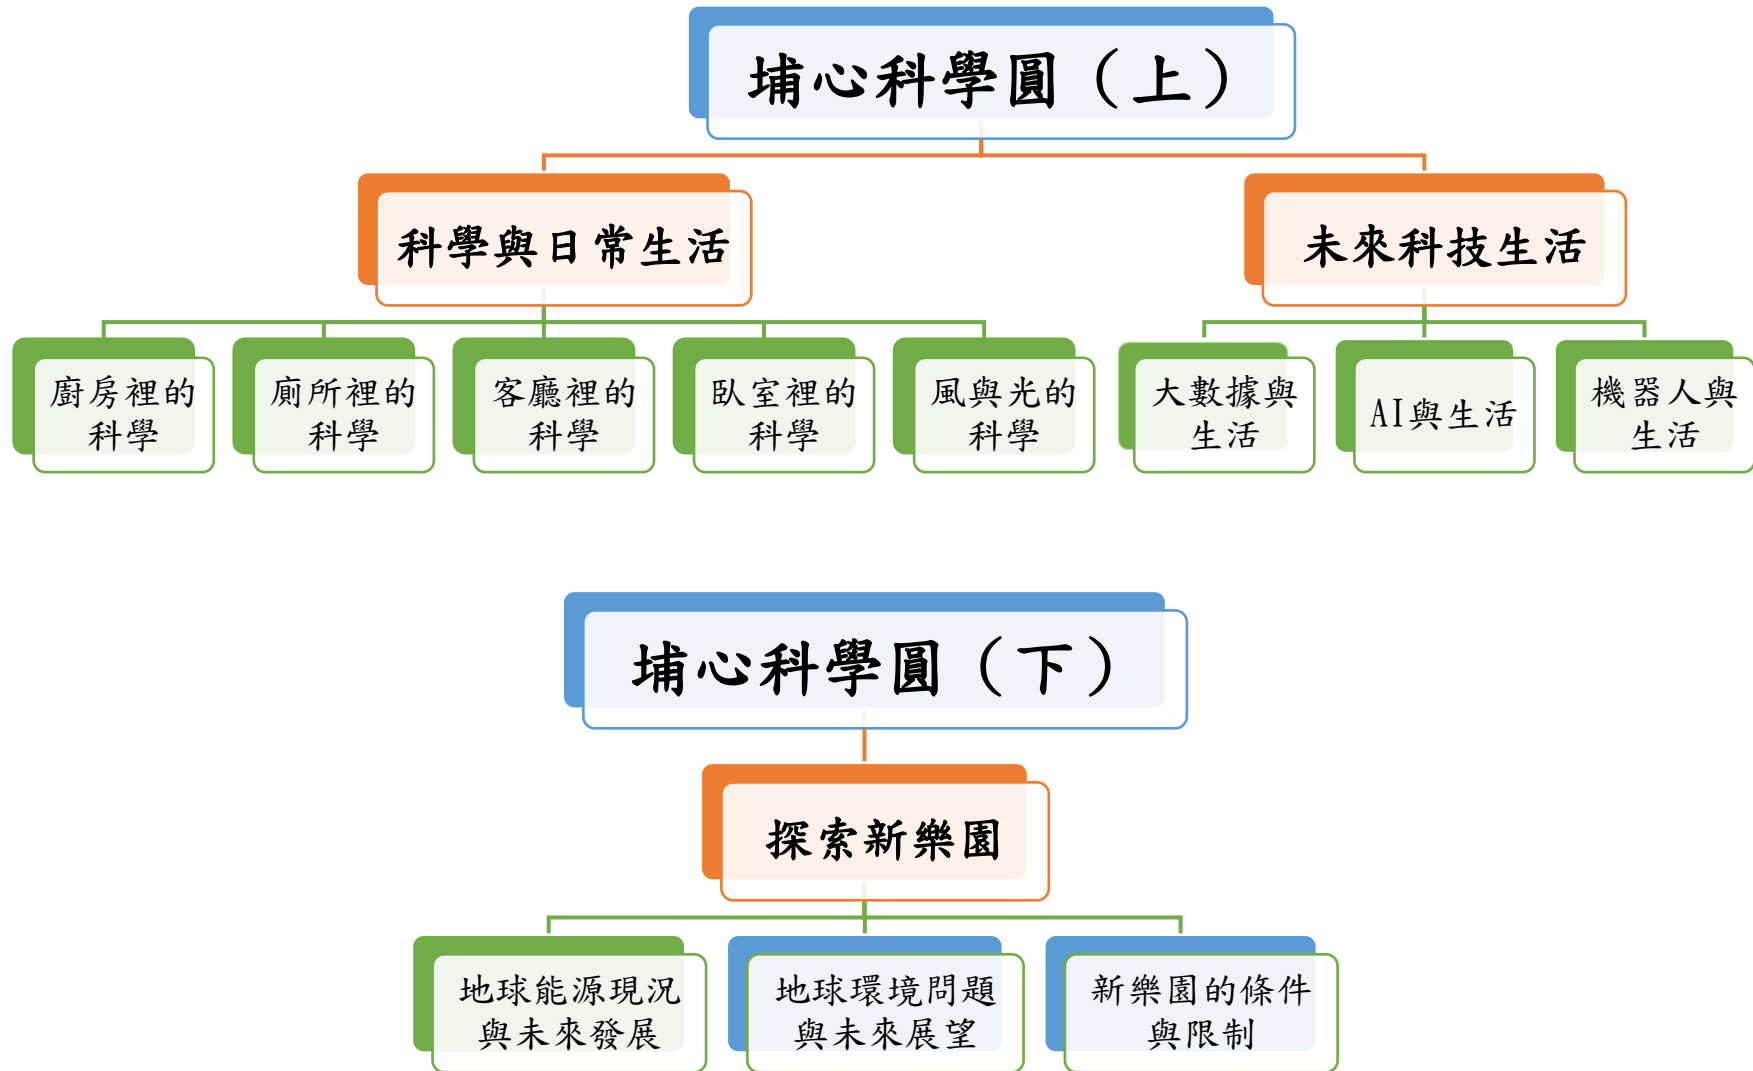 埔心科學圓（上）
科學與日常生活
未來科技生活
廚房裡的
科學
廁所裡的
科學
客廳裡的
科學
臥室裡的
科學
風與光的
科學
大數據與
生活
AI與生活
機器人與
生活
埔心科學圓（下）
探索新樂園
地球能源現況
與未來發展
地球環境問題
與未來展望
新樂園的條件
與限制